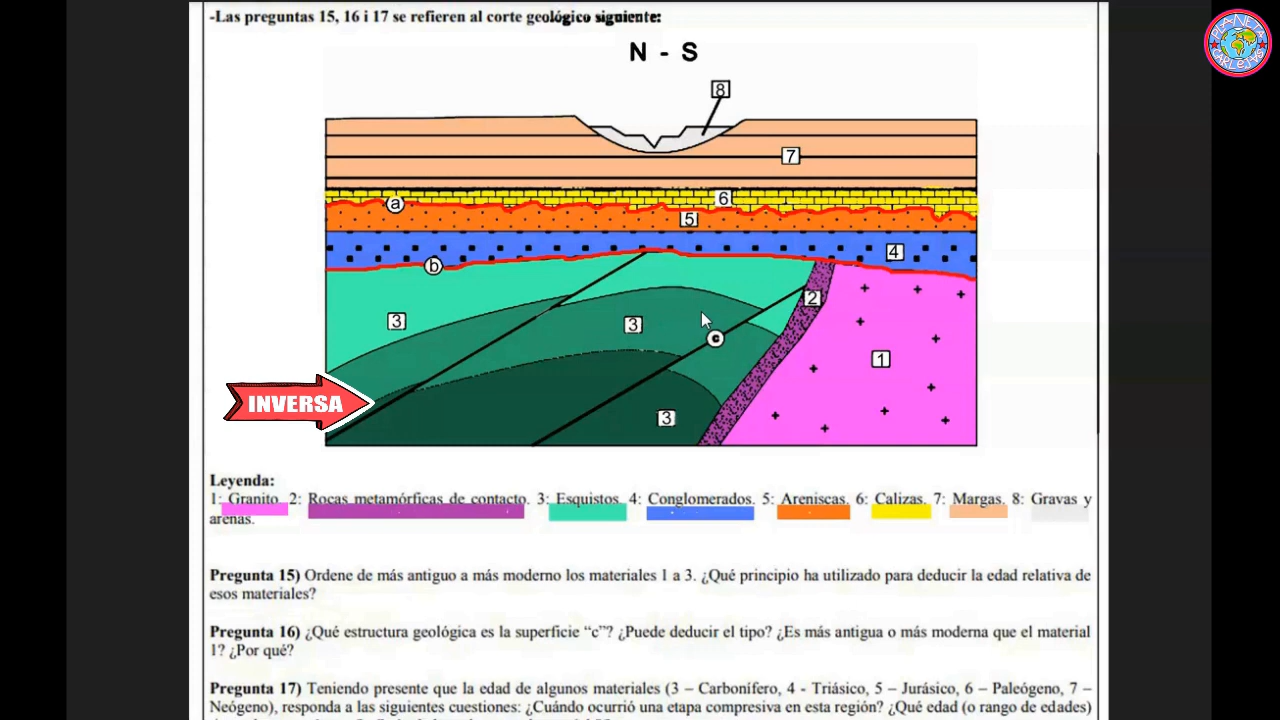 -Las preguntas 15, 16 i 17 se refieren al corte geológico siguiente:
PLANETA
CARLEJAS
N - S
8
7
6
a
5
4
b
2
3
3
c
1
INVERSA
3
Leyenda:
1: Granito. 2: Rocas metamórficas de contacto. 3: Esquistos. 4: Conglomerados. 5: Areniscas. 6: Calizas. 7: Margas. 8: Gravas y
arenas.
Pregunta 15) Ordene de más antiguo a más moderno los materiales 1 a 3. ¿Qué principio ha utilizado para deducir la edad relativa de
esos materiales?
Pregunta 16) ¿Qué estructura geológica es la superficie “c”? ¿Puede deducir el tipo? ¿Es más antigua o más moderna que el material
1? ¿Por qué?
Pregunta 17) Teniendo presente que la edad de algunos materiales (3 – Carbonífero, 4 - Triásico, 5 – Jurásico, 6 – Paleógeno, 7 –
Neógeno), responda a las siguientes cuestiones: ¿Cuándo ocurrió una etapa compresiva en esta región? ¿Qué edad (o rango de edades)